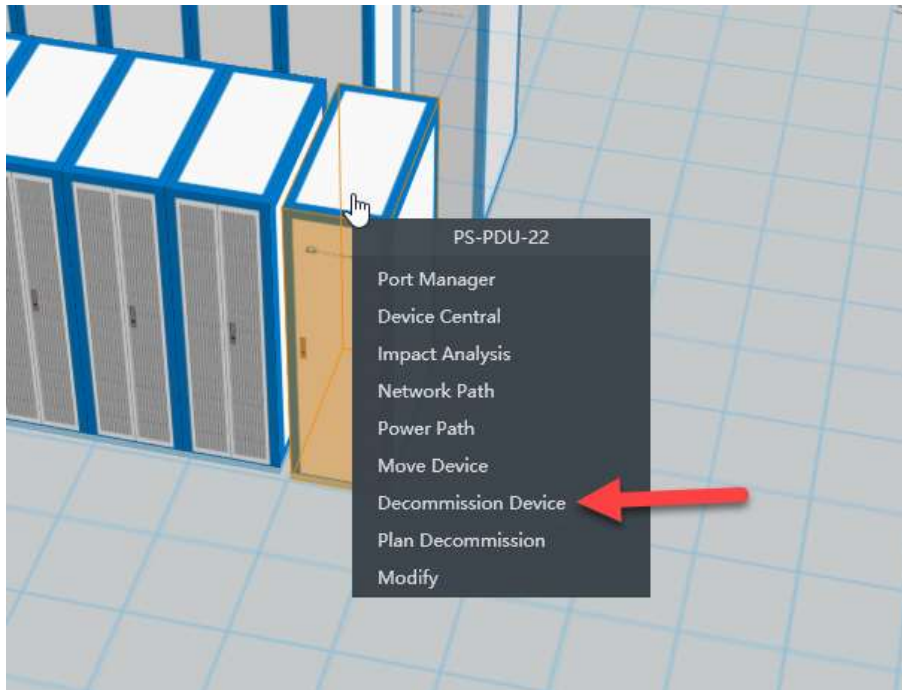 PS-PDU-22
Port Manager
Device Central
Impact Analysis
Network Path
Power Path
Move Device
Decommission Device
Plan Decommission
Modify